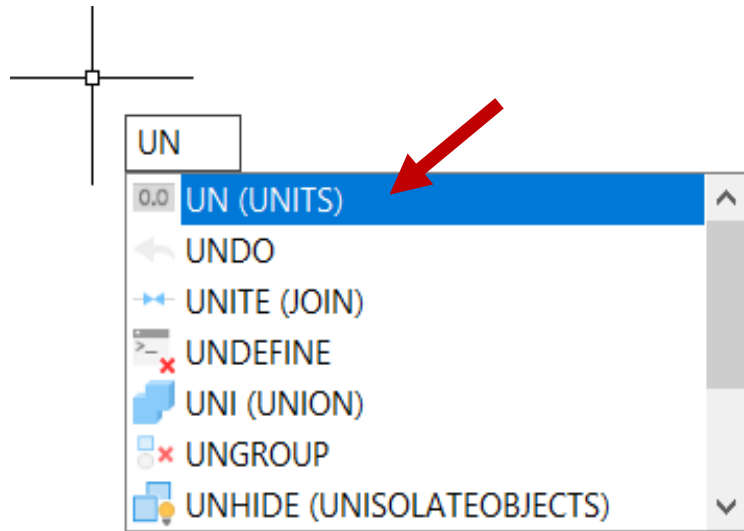 UN
0.0 UN (UNITS)
UNDO
UNITE (JOIN)
UNDEFINE
UNI (UNION)
UNGROUP
UNHIDE (UNISOLATEOBJECTS)